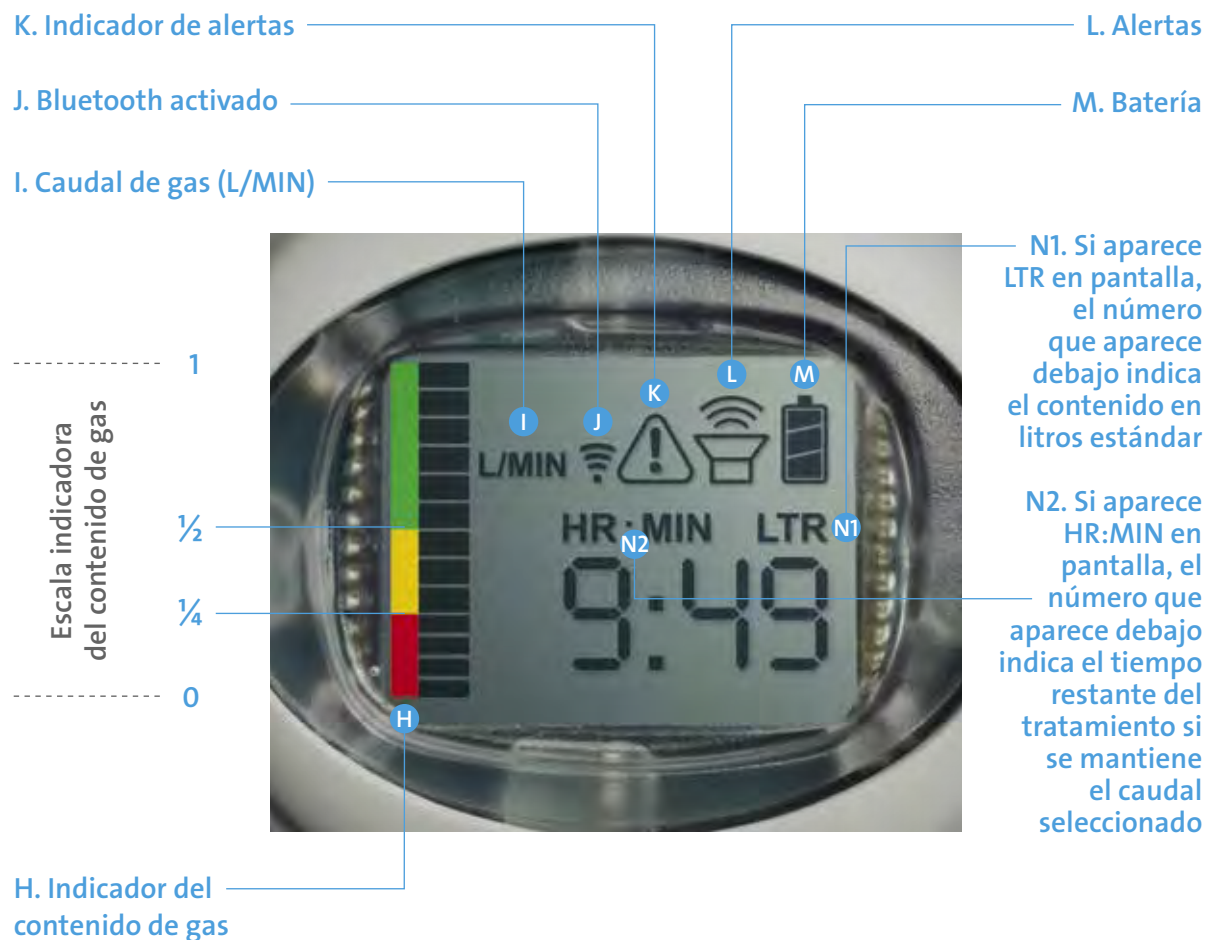 K. Indicador de alertas
L. Alertas
J. Bluetooth activado
M. Batería
I. Caudal de gas (L/MIN)
N1. Si aparece
LTR en pantalla,
el número
que aparece
debajo indica
el contenido en
litros estándar
N2. Si aparece
HR:MIN en
pantalla, el
número que
aparece debajo
indica el tiempo
restante del
tratamiento si
se mantiene
el caudal
seleccionado
Escala indicadora
del contenido de gas
1
½
¼
0
K
L
M
I
J
L/MIN
HR:MIN LTR
N2
N1
9:49
H
H. Indicador del
contenido de gas